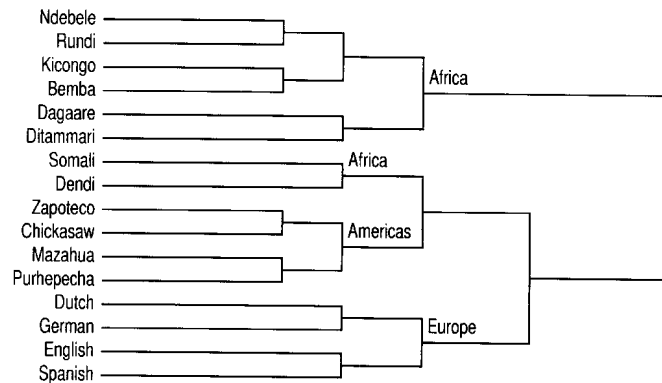 Ndebele
Rundi
Kicongo
Bemba
Africa
Dagaare
Ditammari
Somali
Africa
Dendi
Zapoteco
Chickasaw
Americas
Mazahua
Purhepecha
Dutch
German
Europe
English
Spanish